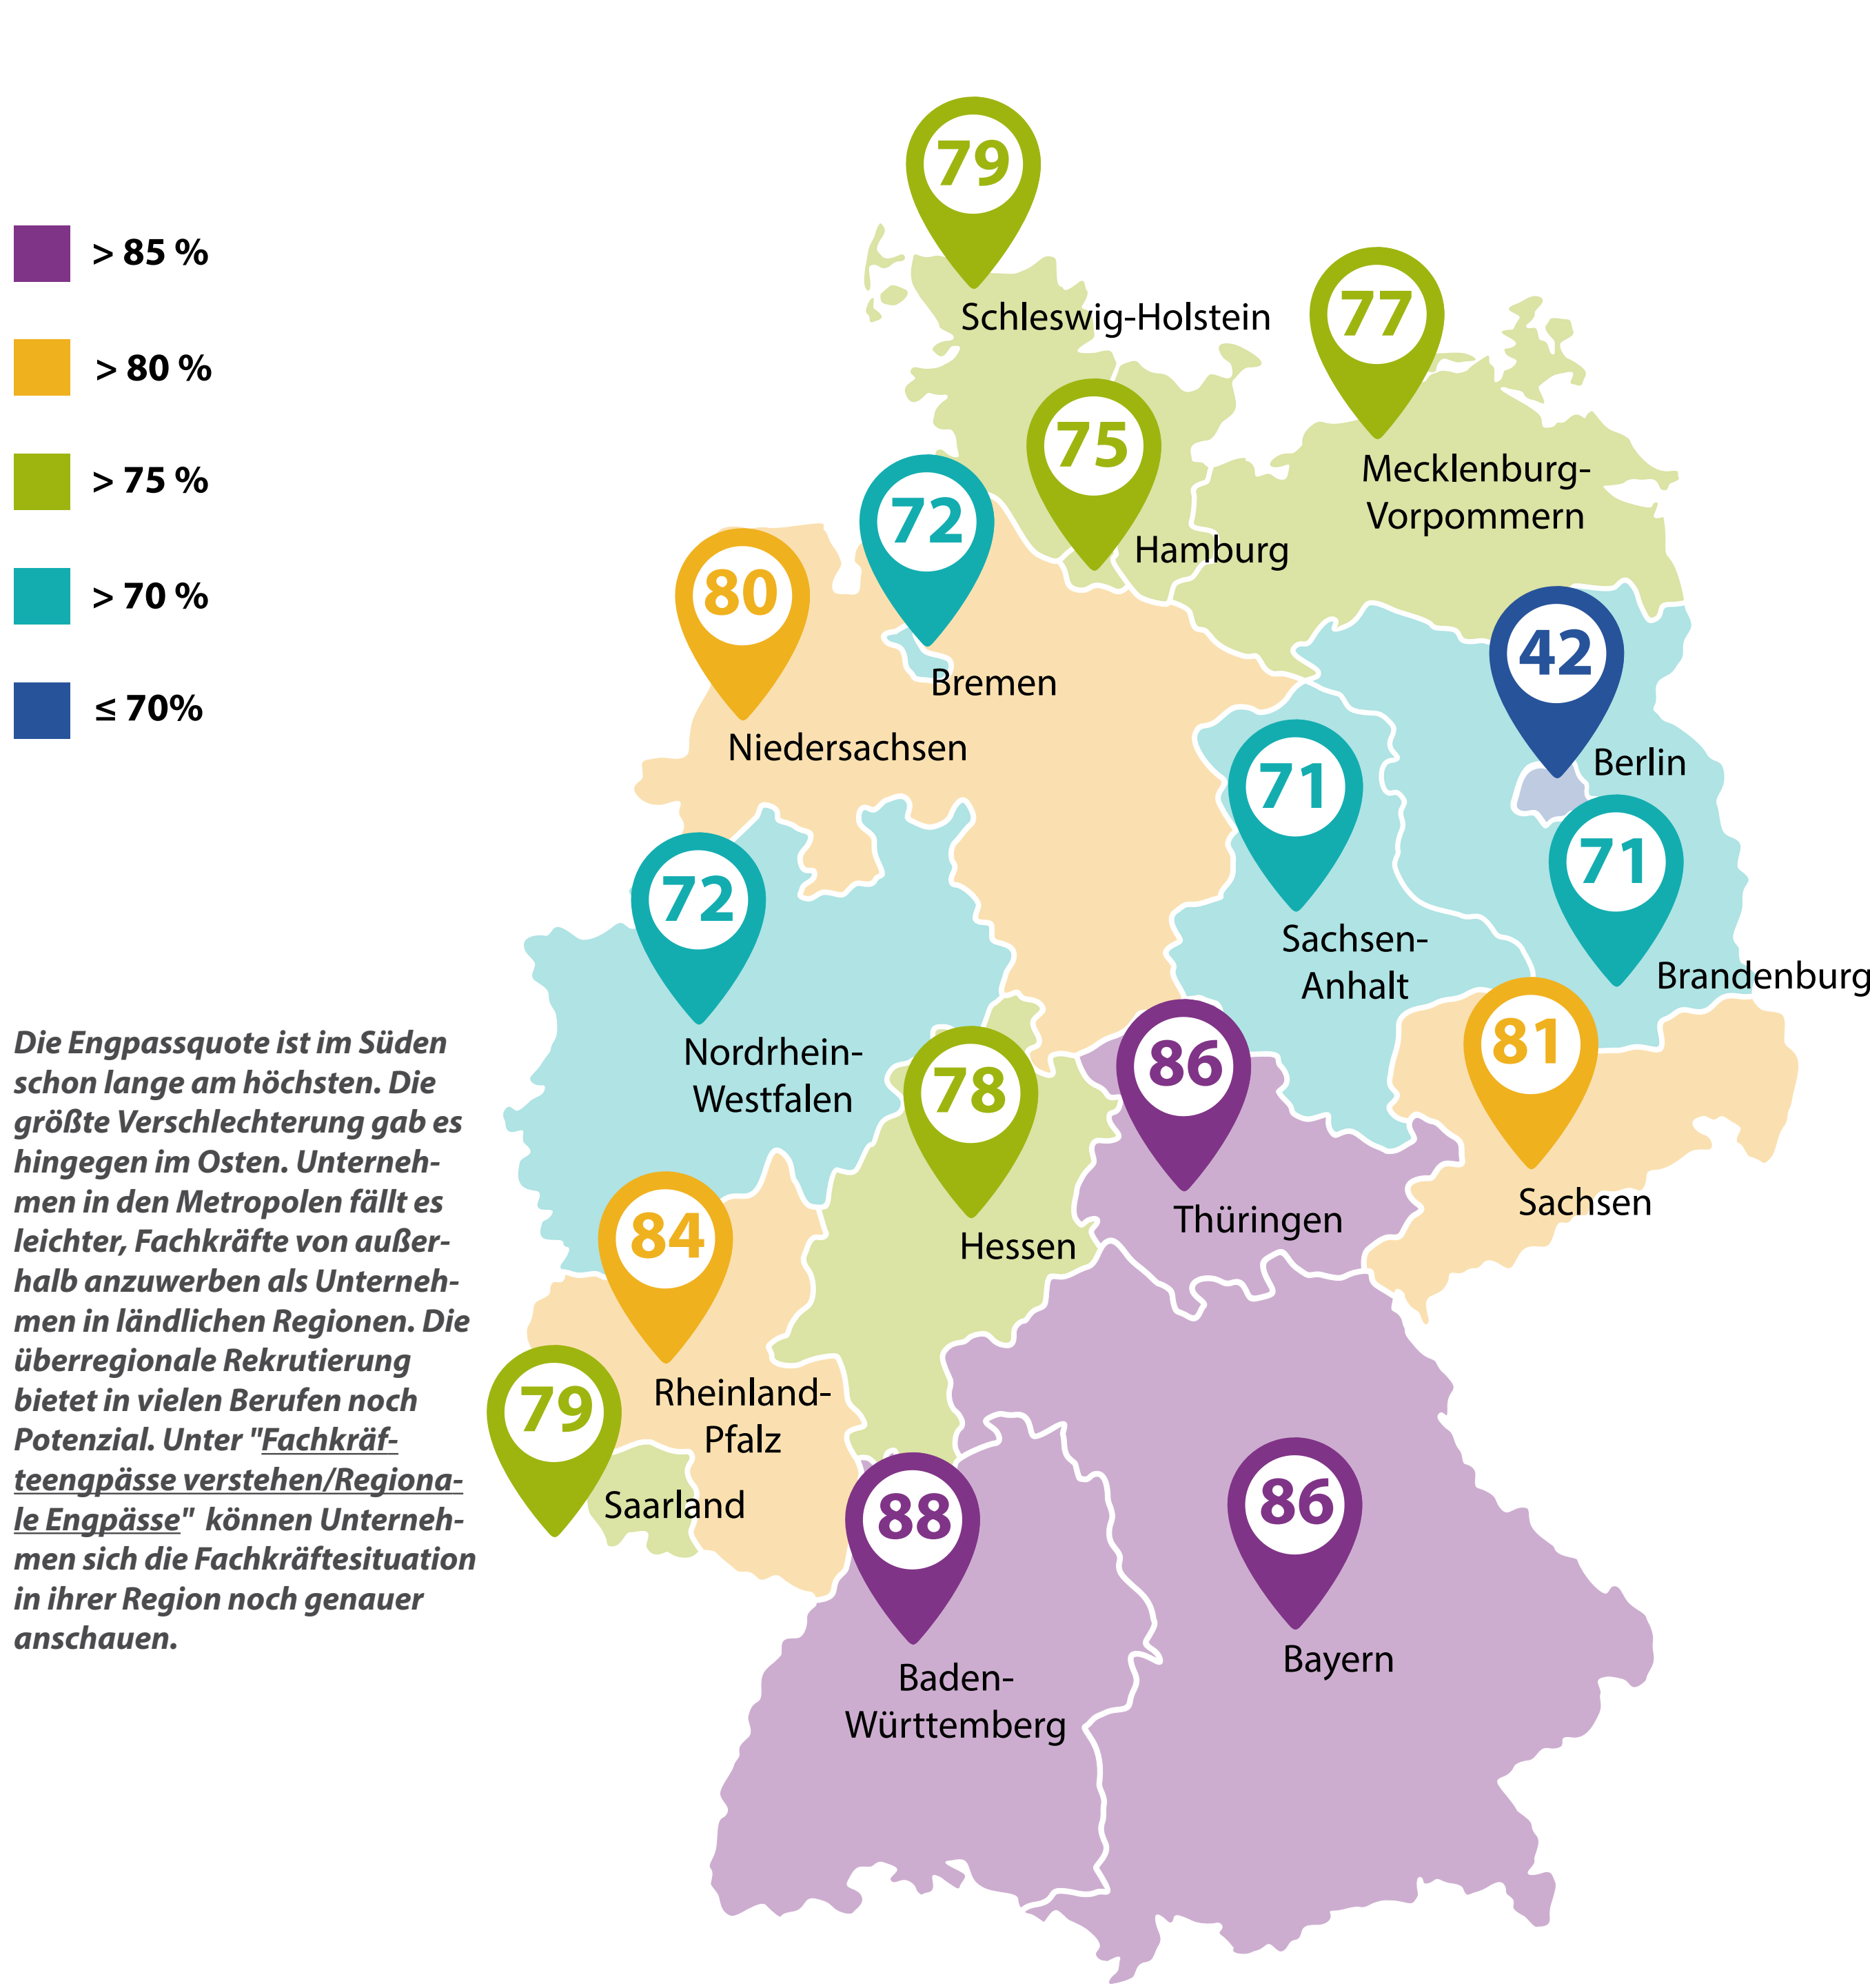 > 85 %
> 80 %
> 75 %
> 70 %
≤ 70%
79
Schleswig-Holstein
77
Mecklenburg-
Vorpommern
75
Hamburg
72
Bremen
80
Niedersachsen
42
Berlin
71
Sachsen-
Anhalt
71
Brandenburg
72
Nordrhein-
Westfalen
81
Sachsen
86
Thüringen
78
Hessen
84
Rheinland-
Pfalz
79
Saarland
88
Baden-
Württemberg
86
Bayern
Die Engpassquote ist im Süden
schon lange am höchsten. Die
größte Verschlechterung gab es
hingegen im Osten. Unterneh-
men in den Metropolen fällt es
leichter, Fachkräfte von außer-
halb anzuwerben als Unterneh-
men in ländlichen Regionen. Die
überregionale Rekrutierung
bietet in vielen Berufen noch
Potenzial. Unter "Fachkräf-
teengpässe verstehen/Regiona-
le Engpässe" können Unterneh-
men sich die Fachkräftesituation
in ihrer Region noch genauer
anschauen.